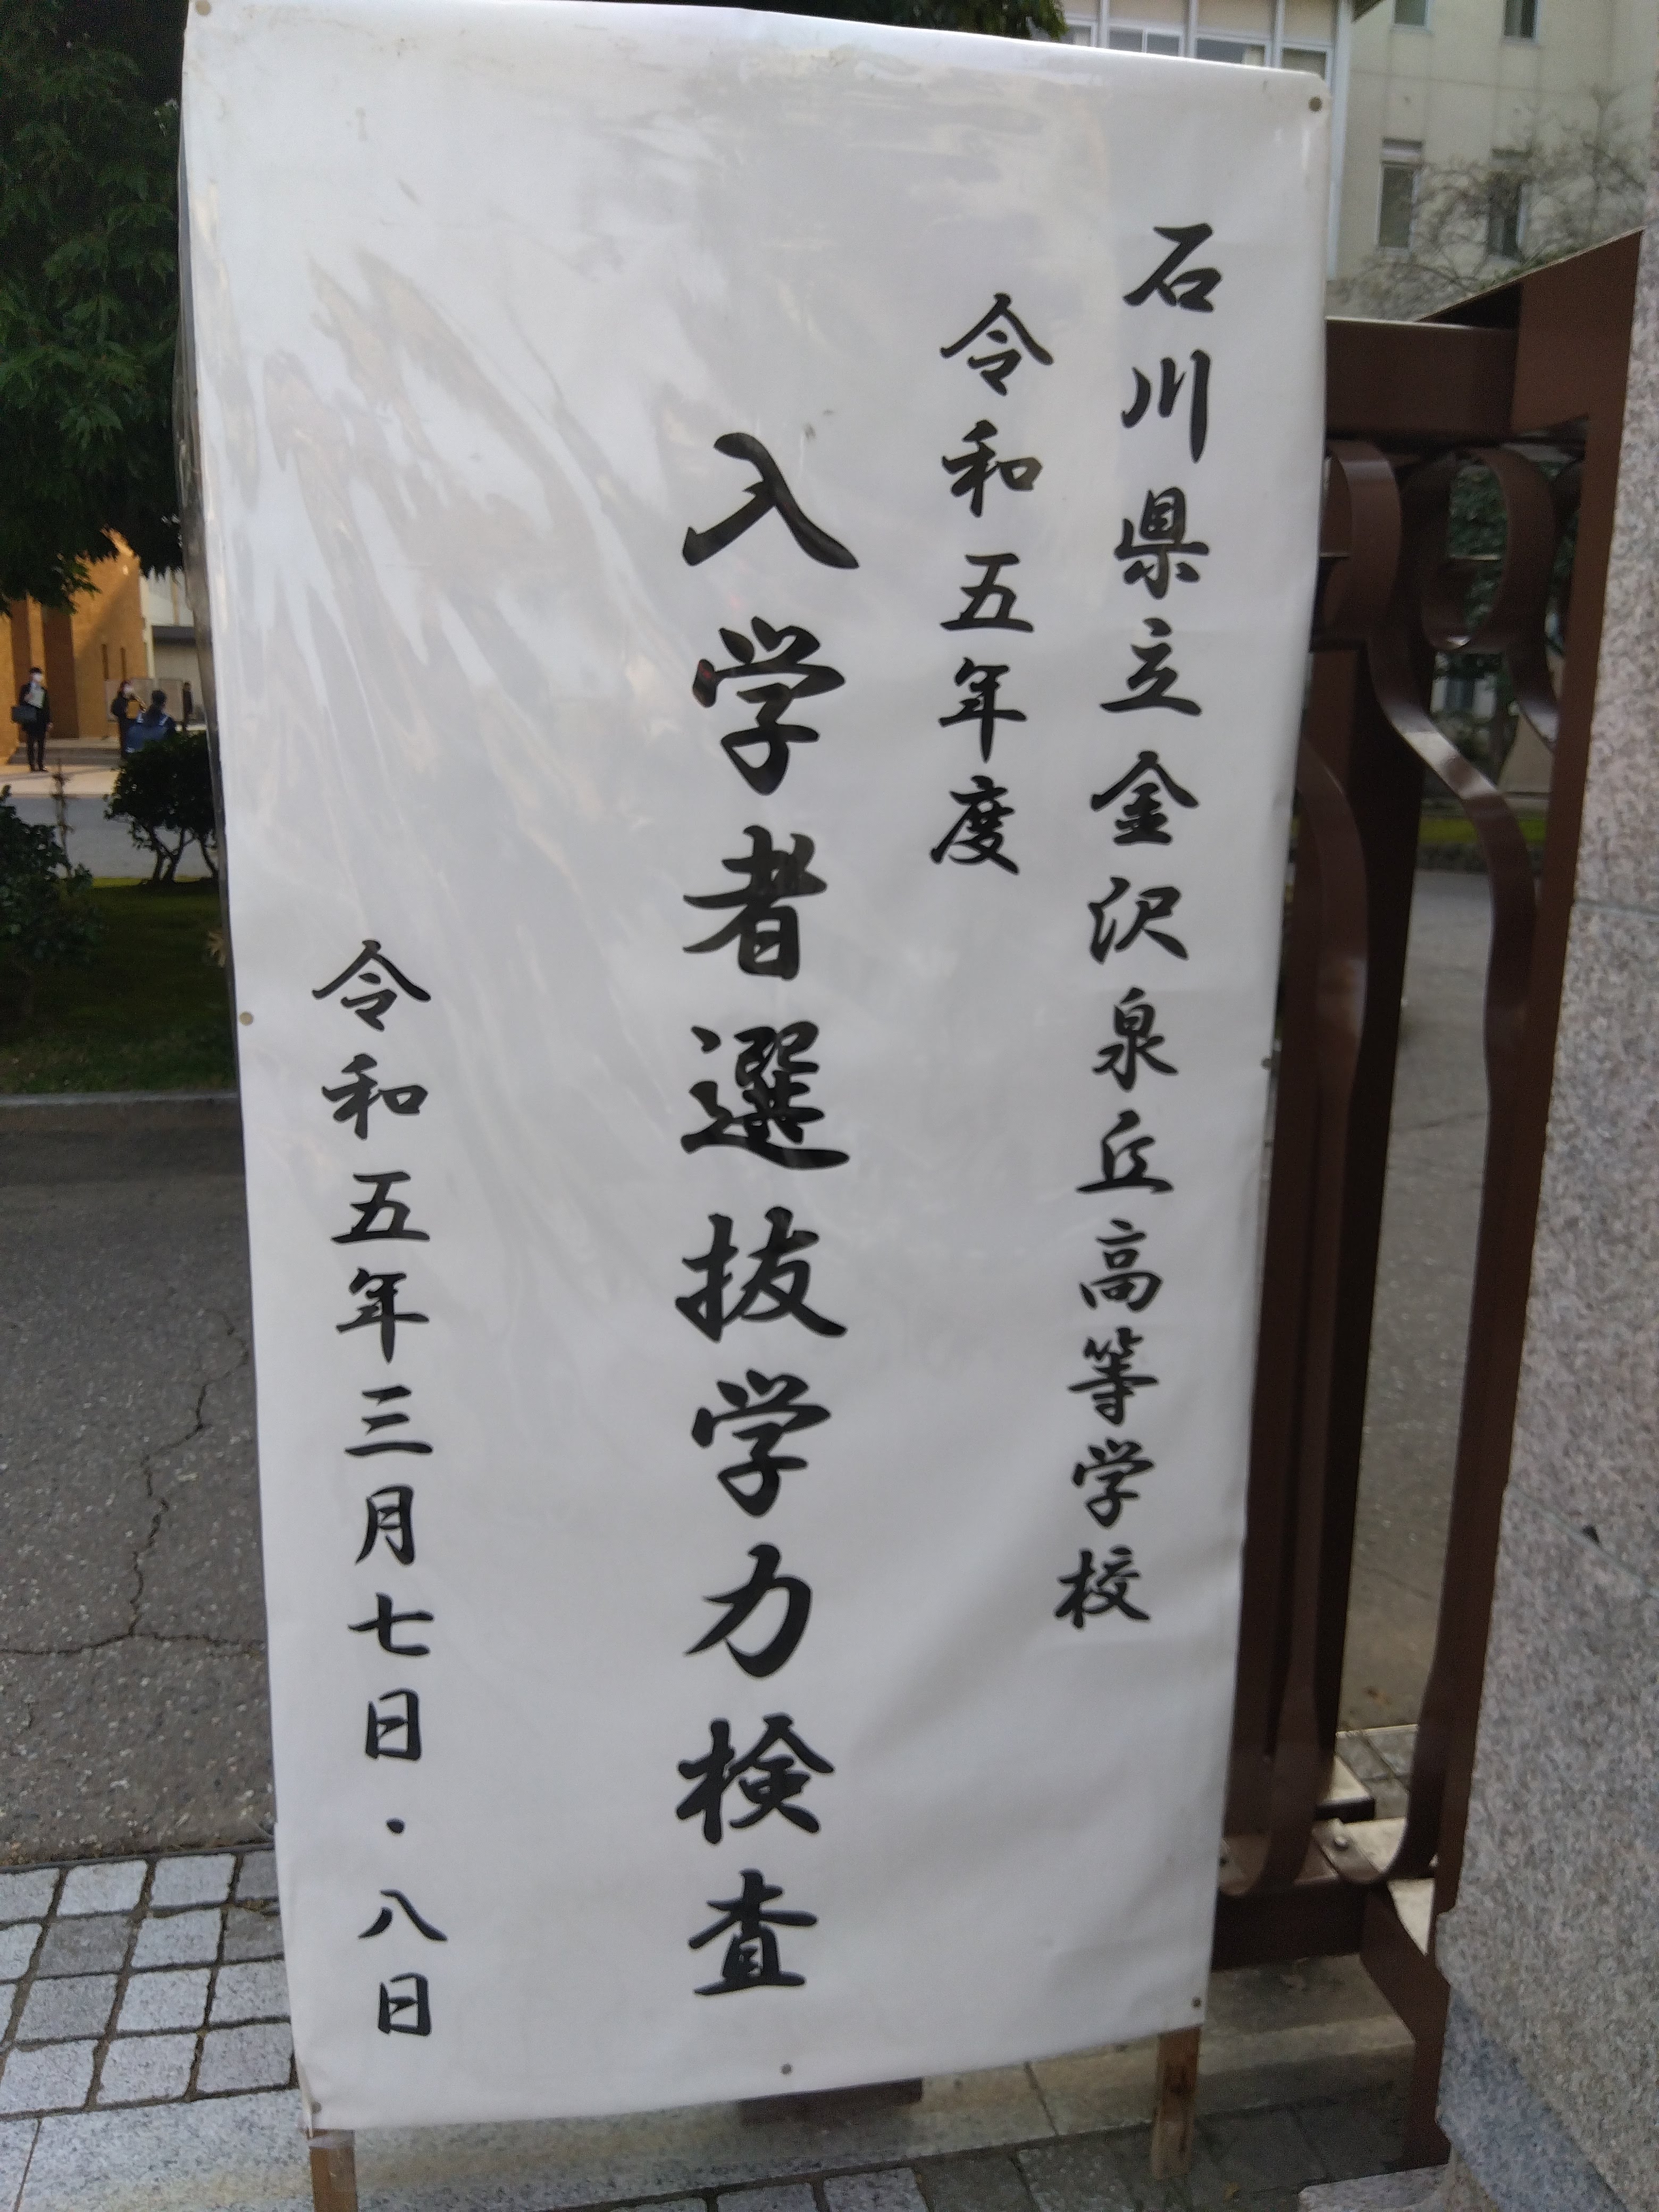 石川県立金沢泉丘高等学校
令和五年度
入学者選抜学力検査
令和五年三月七日・八日